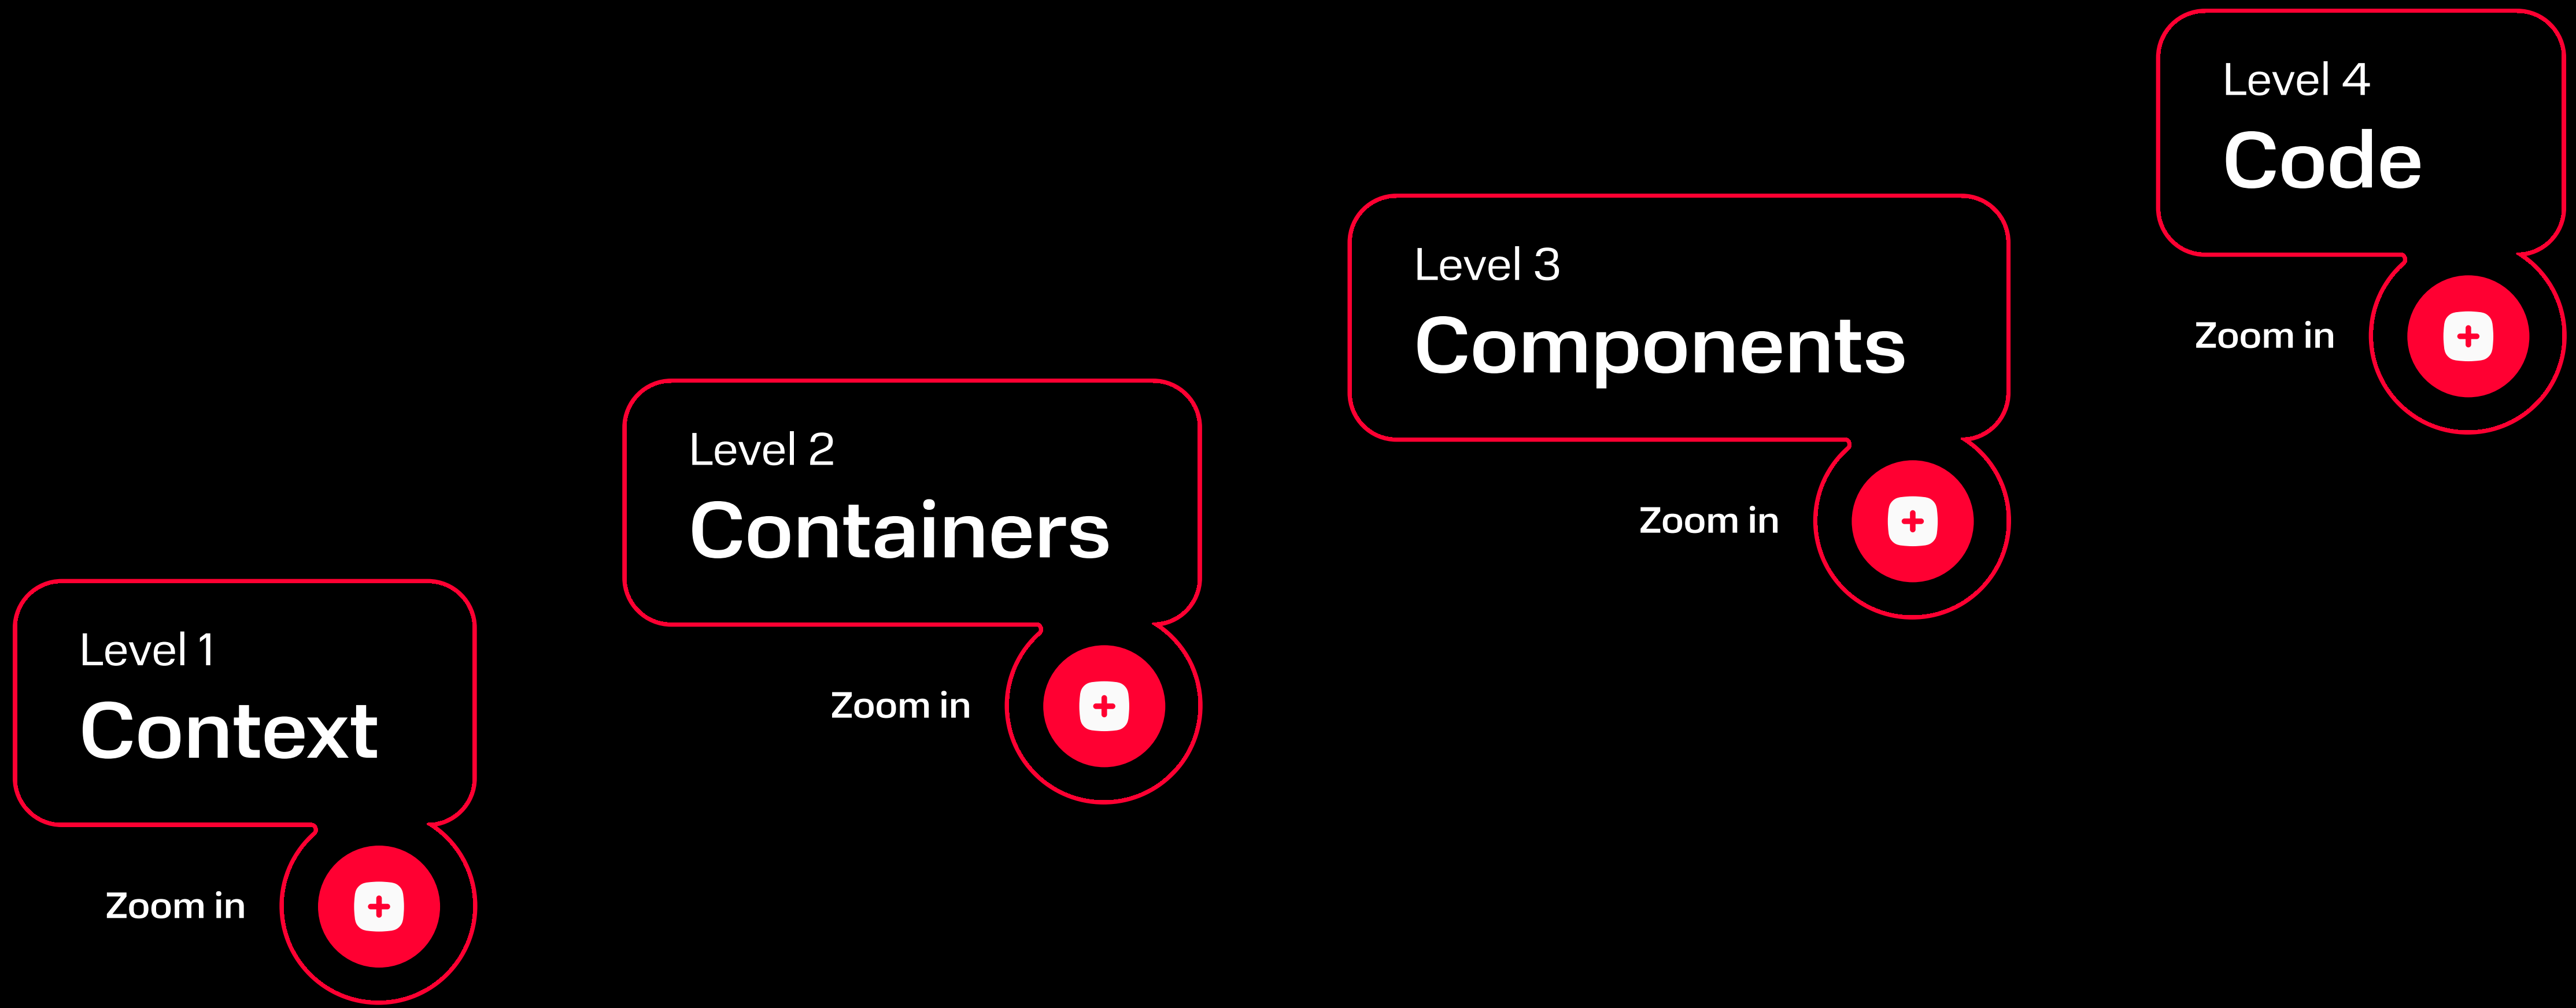 Level 1
Context
Zoom in
Level 2
Containers
Zoom in
Level 3
Components
Zoom in
Level 4
Code
Zoom in